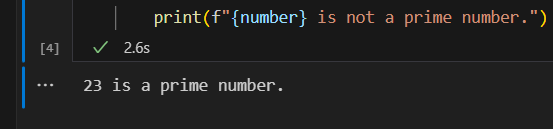 print(f"{number} is not a prime number.")
[4] 2.6s
... 23 is a prime number.